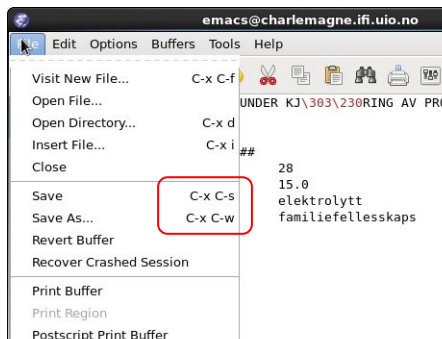 emacs@charlemagne.ifi.uio.no
File Edit Options Buffers Tools Help
Visit New File... C-x C-f
Open File...
Open Directory... C-x d
Insert File... C-x i
Close
Save C-x C-s
Save As... C-x C-w
Revert Buffer
Recover Crashed Session
Print Buffer
Print Region
Postscript Print Buffer
UNDER KJ\303\230RING AV PRO
##
28
15.0
elektrolytt
familiefellesskaps